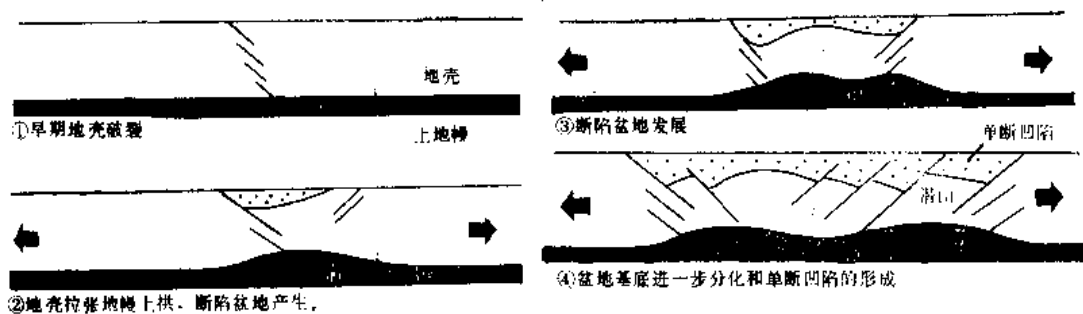 地壳
①早期地壳破裂
上地幔
②地壳拉张地幔上拱、断陷盆地产生。
③断陷盆地发展
单断凹陷
潜山
④盆地基底进一步分化和单断凹陷的形成